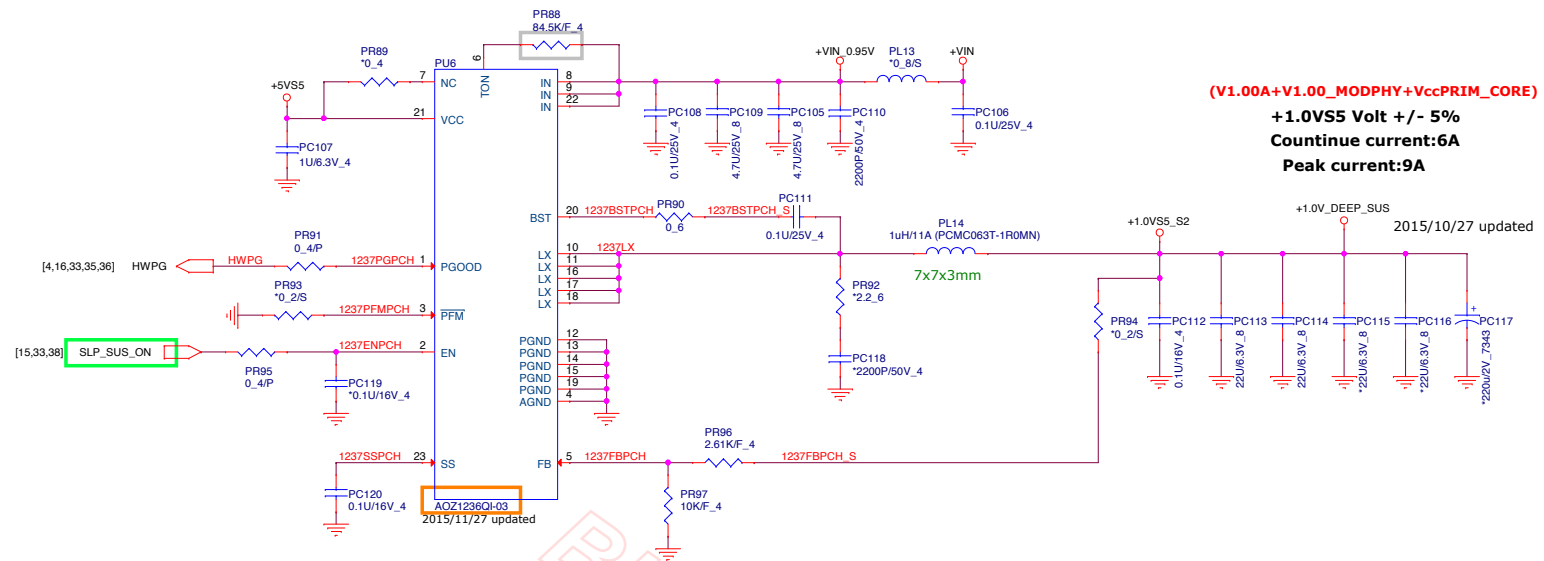 PR88
84.5K/F_4
6
TON
PR89
*0_4
PU6
7
NC
+5VS5
21
VCC
PC107
1U/6.3V_4
IN
8
IN
9
IN
22
+VIN_0.95V
PL13
*0_8/S
+VIN
PC108
0.1U/25V_4
PC109
4.7U/25V_8
PC105
4.7U/25V_8
PC110
2200P/50V_4
PC106
0.1U/25V_4
(V1.00A+V1.00_MODPHY+VccPRIM_CORE)
+1.0VS5 Volt +/- 5%
Countinue current:6A
Peak current:9A
BST
20
1237BSTPCH
PR90
0_6
1237BSTPCH_S
PC111
0.1U/25V_4
LX
10
1237LX
LX
11
LX
16
LX
17
LX
18
PL14
1uH/11A (PCMC063T-1R0MN)
7x7x3mm
+1.0VS5_S2
+1.0V_DEEP_SUS
2015/10/27 updated
PR91
0_4/P
[4,16,33,35,36]
HWPG
HWPG
1237PGPCH
1
PGOOD
PR93
*0_2/S
1237PFMPCH
3
PFM
[15,33,38]
SLP_SUS_ON
PR95
0_4/P
1237ENPCH
2
EN
PC119
*0.1U/16V_4
PGND
12
PGND
13
PGND
14
PGND
15
PGND
19
AGND
4
PR92
*2.2_6
PC118
*2200P/50V_4
PR94
*0_2/S
PC112
0.1U/16V_4
PC113
22U/6.3V_8
PC114
22U/6.3V_8
PC115
*22U/6.3V_8
PC116
*22U/6.3V_8
+
PC117
*220u/2V_7343
1237SSPCH
23
SS
PC120
0.1U/16V_4
FB
5
1237FBPCH
PR96
2.61K/F_4
1237FBPCH_S
PR97
10K/F_4
AOZ1236QI-03
2015/11/27 updated